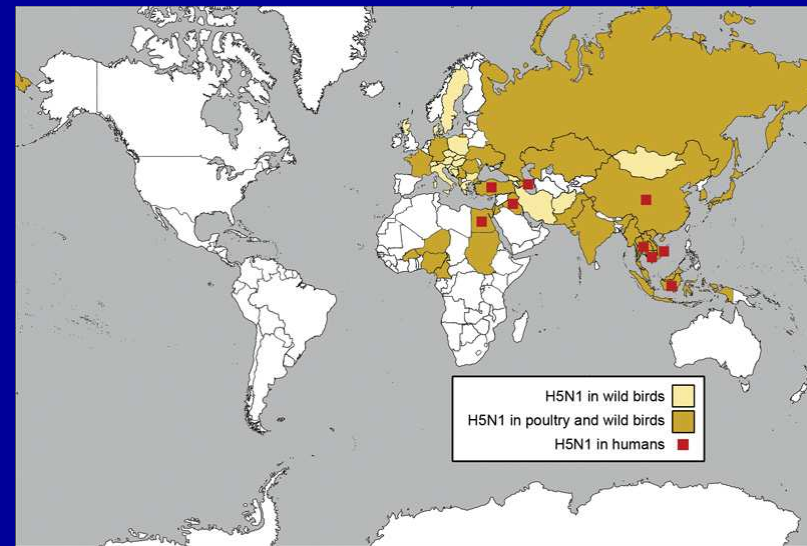 H5N1 in wild birds
H5N1 in poultry and wild birds
H5N1 in humans